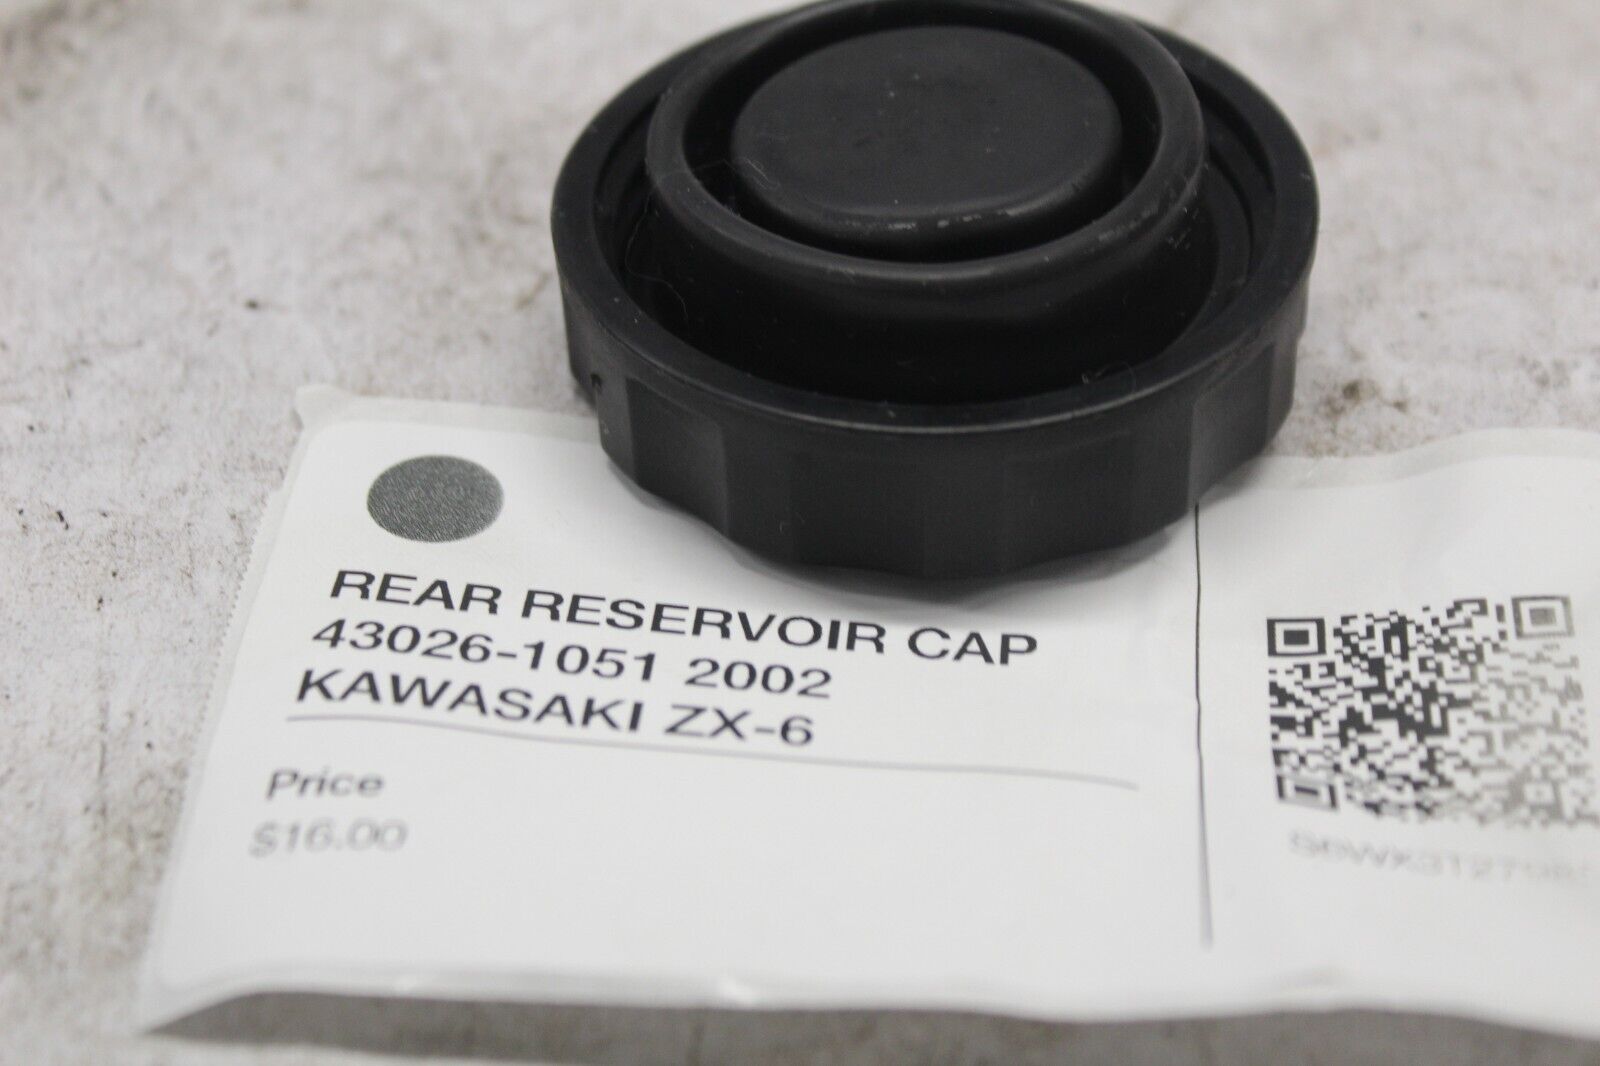 REAR RESERVOIR CAP
43026-1051 2002
KAWASAKI ZX-6
Price
$16.00